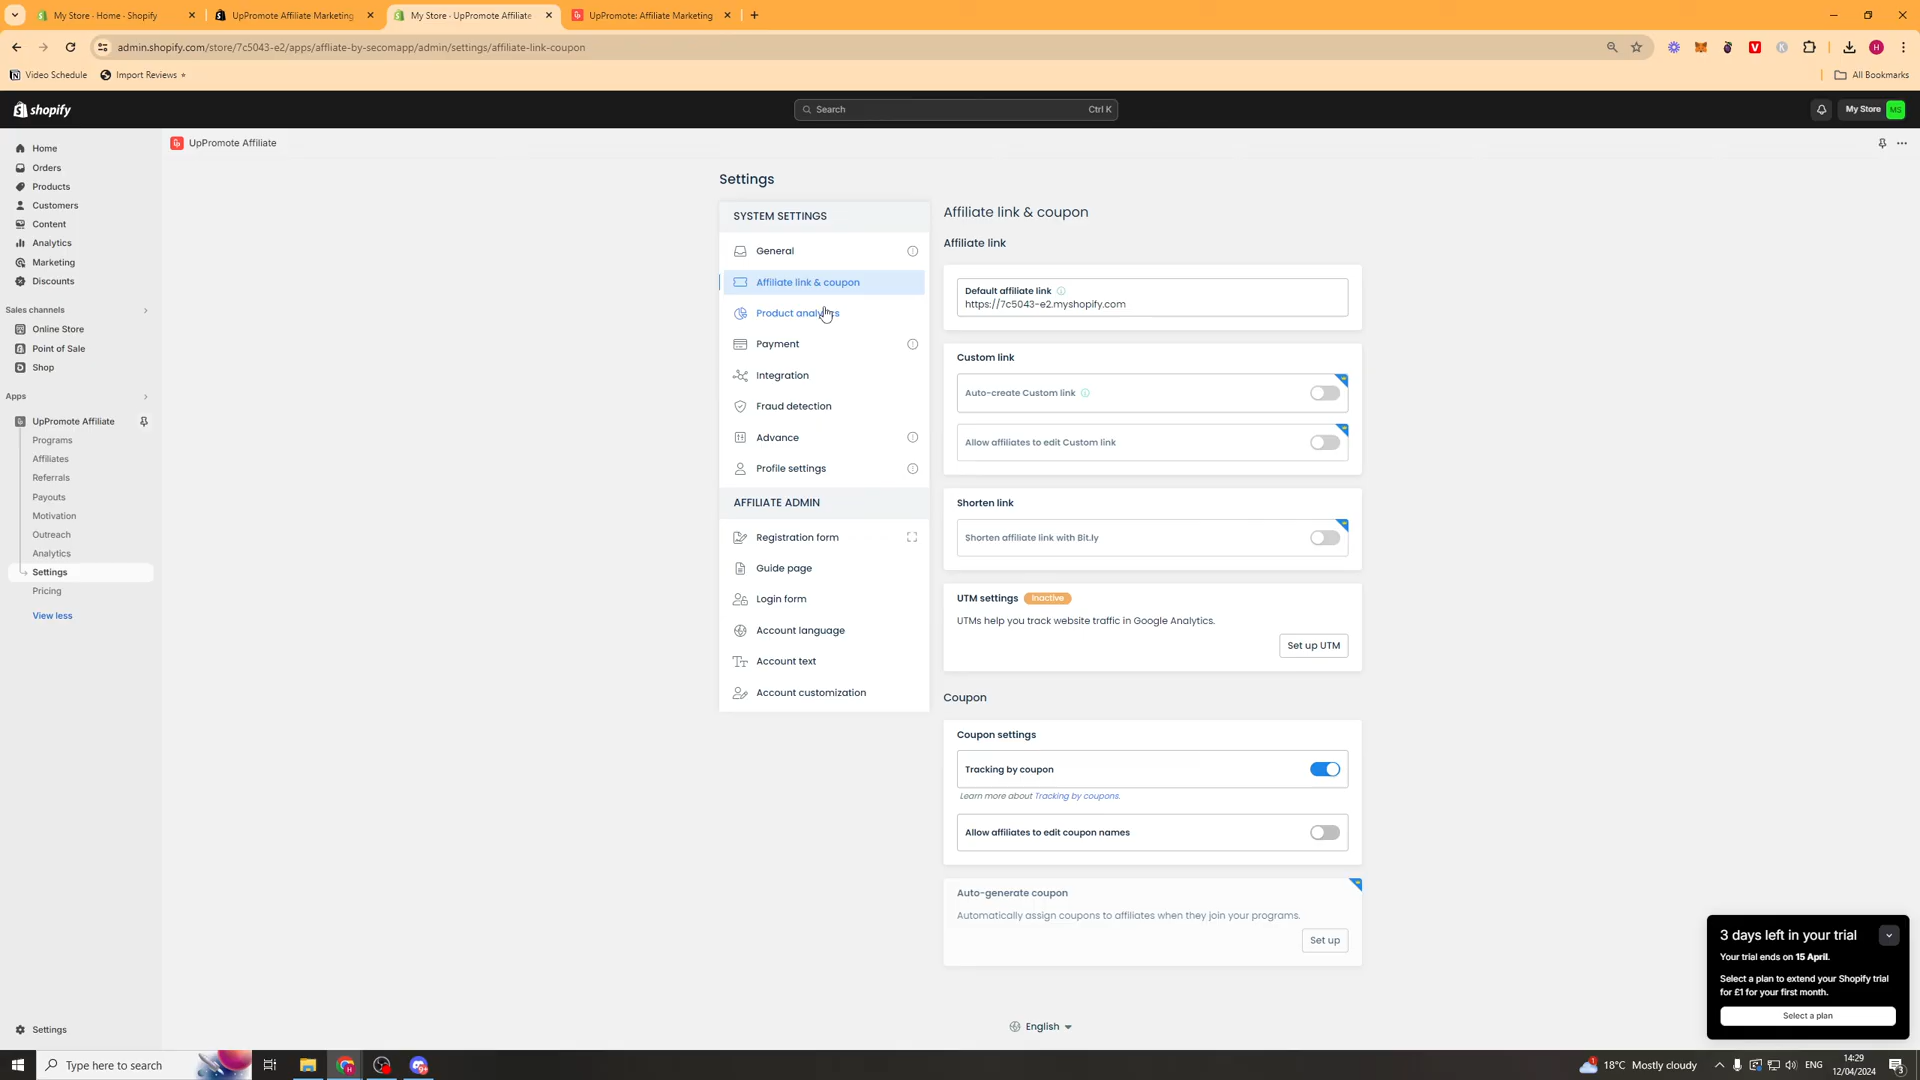 My Store - Home - Shopify
UpPromote Affiliate Marketing
My Store - UpPromote Affiliate
UpPromote: Affiliate Marketing
admin.shopify.com/store/7c5043-e2/apps/affliate-by-secomapp/admin/settings/affiliate-link-coupon
Video Schedule
Import Reviews
All Bookmarks
shopify
Search
Ctrl K
My Store
MS
UpPromote Affiliate
Home
Orders
Products
Customers
Content
Analytics
Marketing
Discounts
Sales channels
Online Store
Point of Sale
Shop
Apps
UpPromote Affiliate
Programs
Affiliates
Referrals
Payouts
Motivation
Outreach
Analytics
Settings
Pricing
View less
Settings
Settings
SYSTEM SETTINGS
General
Affiliate link & coupon
Product analytics
Payment
Integration
Fraud detection
Advance
Profile settings
AFFILIATE ADMIN
Registration form
Guide page
Login form
Account language
Account text
Account customization
Affiliate link & coupon
Affiliate link
Default affiliate link
https://7c5043-e2.myshopify.com
Custom link
Auto-create Custom link
Allow affiliates to edit Custom link
Shorten link
Shorten affiliate link with Bit.ly
UTM settings Inactive
UTMs help you track website traffic in Google Analytics.
Set up UTM
Coupon
Coupon settings
Tracking by coupon
Learn more about Tracking by coupons.
Allow affiliates to edit coupon names
Auto-generate coupon
Automatically assign coupons to affiliates when they join your programs.
Set up
English
3 days left in your trial
Your trial ends on 15 April.
Select a plan to extend your Shopify trial
for £1 for your first month.
Select a plan
Type here to search
18°C Mostly cloudy
ENG
14:29
12/04/2024